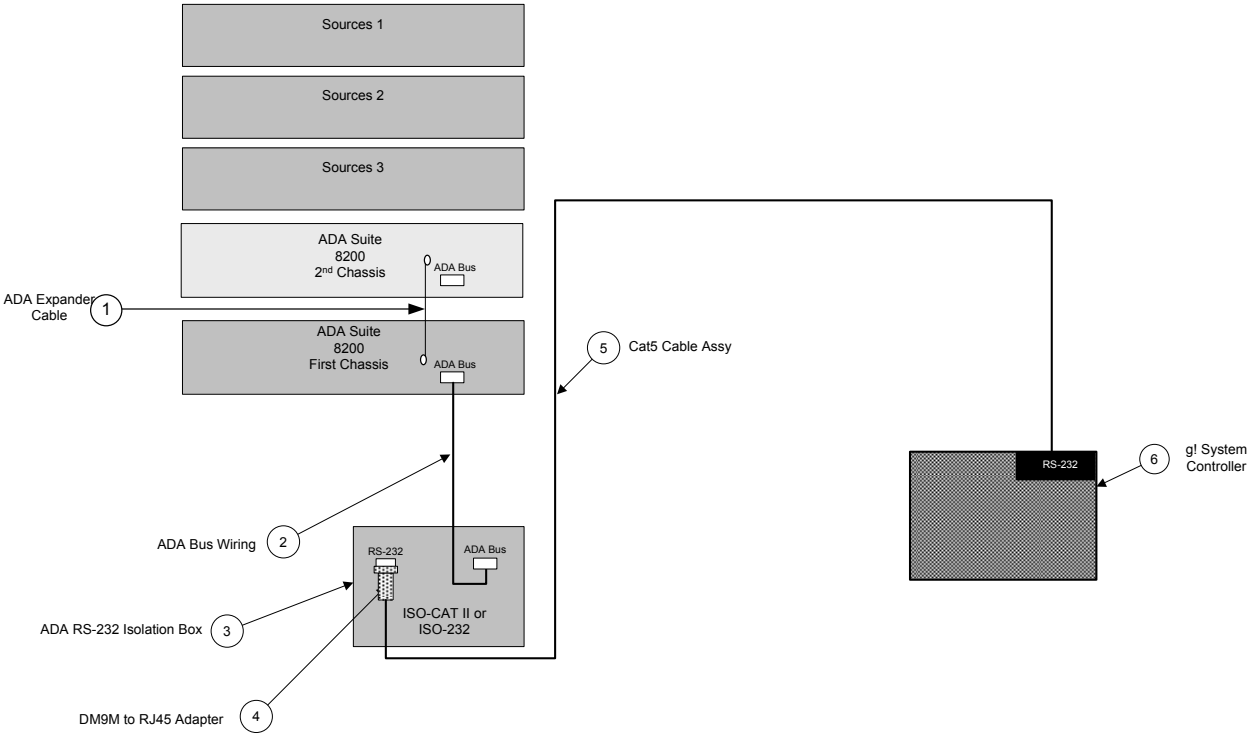 Sources 1
Sources 2
Sources 3
ADA Suite
8200
2nd Chassis
ADA Bus
ADA Expander
Cable
1
ADA Suite
8200
First Chassis
ADA Bus
5
Cat5 Cable Assy
RS-232
6
g! System
Controller
ADA Bus Wiring
2
RS-232
ADA Bus
ISO-CAT II or
ISO-232
ADA RS-232 Isolation Box
3
DM9M to RJ45 Adapter
4